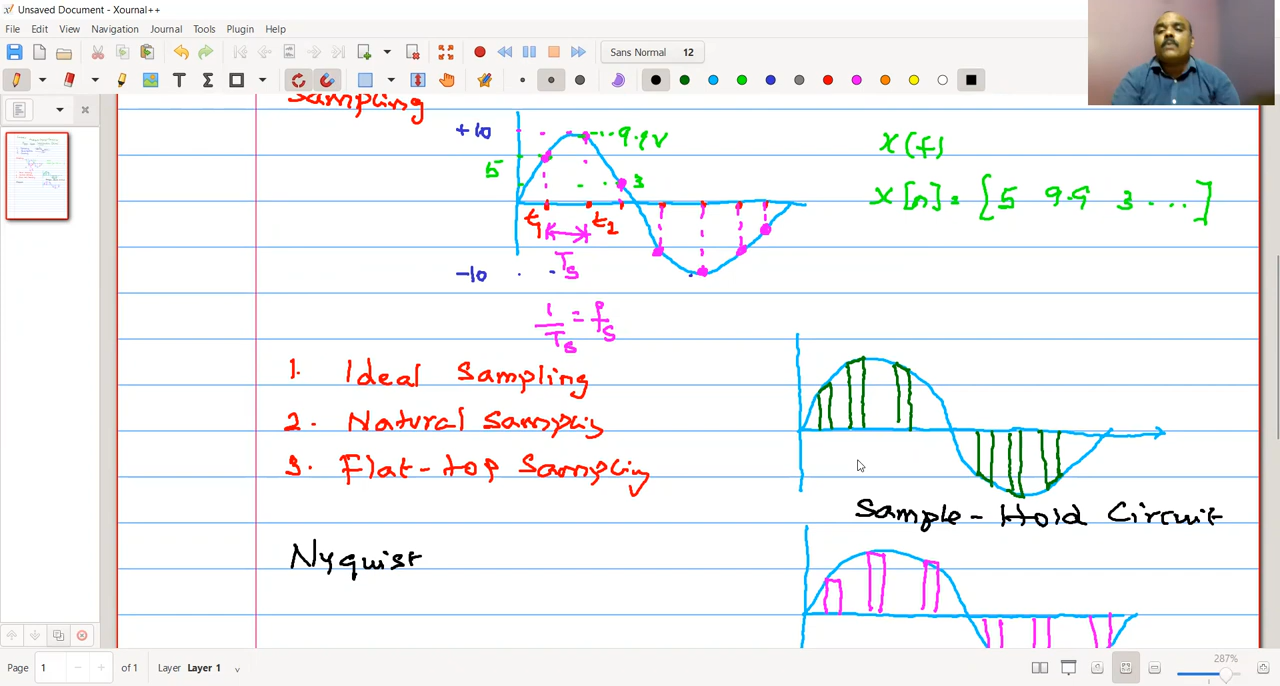 Unsaved Document - Xournal++
File Edit View Navigation Journal Tools Plugin Help
Sans Normal 12
Sampling
+10
9.9V
5
3
t1 t2
Ts
-10
1/Ts = fs
x(t)
x[n] = { 5 9.9 3 ... }
1. Ideal Sampling
2. Natural Sampling
3. Flat-top Sampling
Sample-Hold Circuit
Nyquist
Page 1 of 1 Layer Layer 1 287%